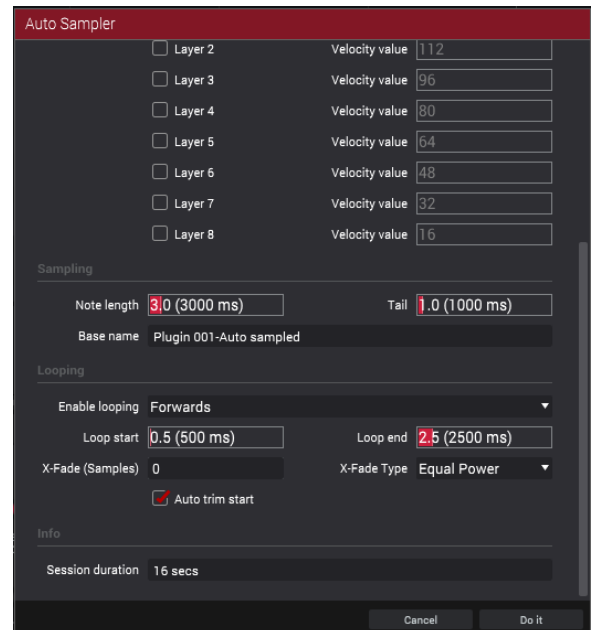 Auto Sampler
Layer 2 Velocity value 112
Layer 3 Velocity value 96
Layer 4 Velocity value 80
Layer 5 Velocity value 64
Layer 6 Velocity value 48
Layer 7 Velocity value 32
Layer 8 Velocity value 16
Sampling
Note length 3.0 (3000 ms) Tail 1.0 (1000 ms)
Base name Plugin 001-Auto sampled
Looping
Enable looping Forwards
Loop start 0.5 (500 ms) Loop end 2.5 (2500 ms)
X-Fade (Samples) 0 X-Fade Type Equal Power
Auto trim start
Info
Session duration 16 secs
Cancel Do it